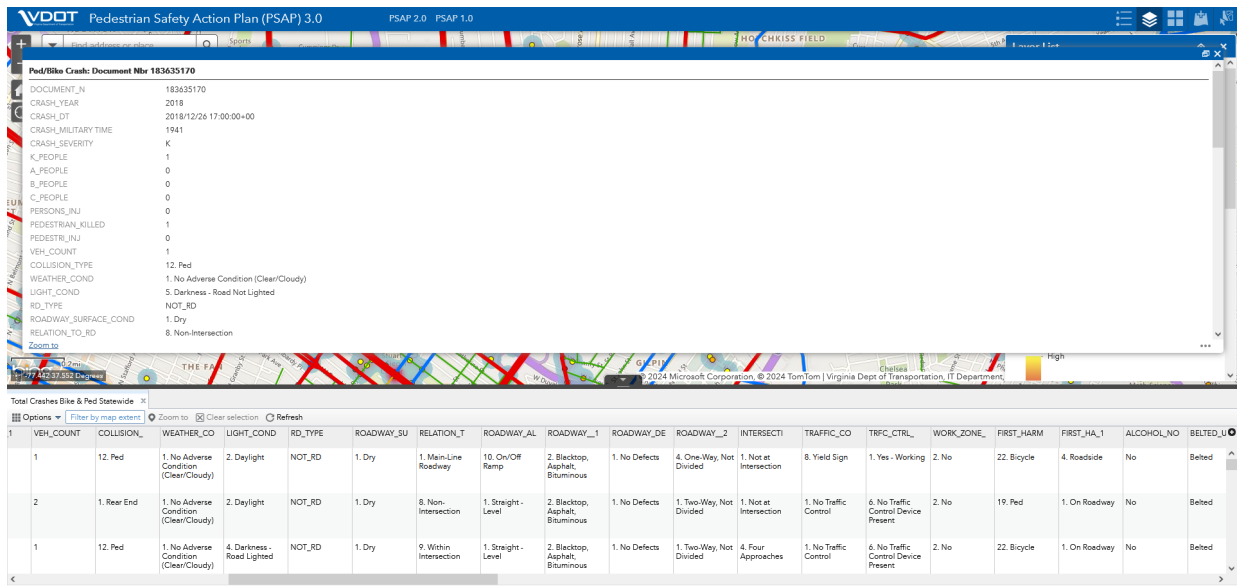 VDOT Pedestrian Safety Action Plan (PSAP) 3.0 PSAP 2.0 PSAP 1.0
Find address or place
Sports
HOTCHKISS FIELD
Layer List
Ped/Bike Crash: Document Nbr 183635170
DOCUMENT_N 183635170
CRASH_YEAR 2018
CRASH_DT 2018/12/26 17:00:00+00
CRASH_MILITARY TIME 1941
CRASH_SEVERITY K
K_PEOPLE 1
A_PEOPLE 0
B_PEOPLE 0
C_PEOPLE 0
PERSONS_INJ 0
PEDESTRIAN_KILLED 1
PEDESTRI_INJ 0
VEH_COUNT 1
COLLISION_TYPE 12. Ped
WEATHER_COND 1. No Adverse Condition (Clear/Cloudy)
LIGHT_COND 5. Darkness - Road Not Lighted
RD_TYPE NOT_RD
ROADWAY_SURFACE_COND 1. Dry
RELATION_TO_RD 8. Non-Intersection
Zoom to
0.2mi
THE FAN
GILPIN
Chelsea
High
-77.442 37.552 Degrees
© 2024 Microsoft Corporation, © 2024 TomTom | Virginia Dept of Transportation, IT Department,
Total Crashes Bike & Ped Statewide
Options Filter by map extent Zoom to Clear selection Refresh
1 VEH_COUNT COLLISION_ WEATHER_CO LIGHT_COND RD_TYPE ROADWAY_SU RELATION_T ROADWAY_AL ROADWAY__1 ROADWAY_DE ROADWAY__2 INTERSECTI TRAFFIC_CO TRFC_CTRL_ WORK_ZONE_ FIRST_HARM FIRST_HA_1 ALCOHOL_NO BELTED_U
1 12. Ped 1. No Adverse 2. Daylight NOT_RD 1. Dry 1. Main-Line 10. On/Off 2. Blacktop, 1. No Defects 4. One-Way, Not 1. Not at 8. Yield Sign 1. Yes - Working 2. No 22. Bicycle 4. Roadside No Belted
Condition Roadway Ramp Asphalt, Divided Intersection
(Clear/Cloudy) Bituminous
2 1. Rear End 1. No Adverse 2. Daylight NOT_RD 1. Dry 8. Non- 1. Straight - 2. Blacktop, 1. No Defects 1. Two-Way, Not 1. Not at 1. No Traffic 6. No Traffic 2. No 19. Ped 1. On Roadway No Belted
Condition Intersection Level Asphalt, Divided Intersection Control Control Device
(Clear/Cloudy) Bituminous Present
1 12. Ped 1. No Adverse 4. Darkness - NOT_RD 1. Dry 9. Within 1. Straight - 2. Blacktop, 1. No Defects 1. Two-Way, Not 4. Four 1. No Traffic 6. No Traffic 2. No 22. Bicycle 1. On Roadway No Belted
Condition Road Lighted Intersection Level Asphalt, Divided Approaches Control Control Device
(Clear/Cloudy) Bituminous Present